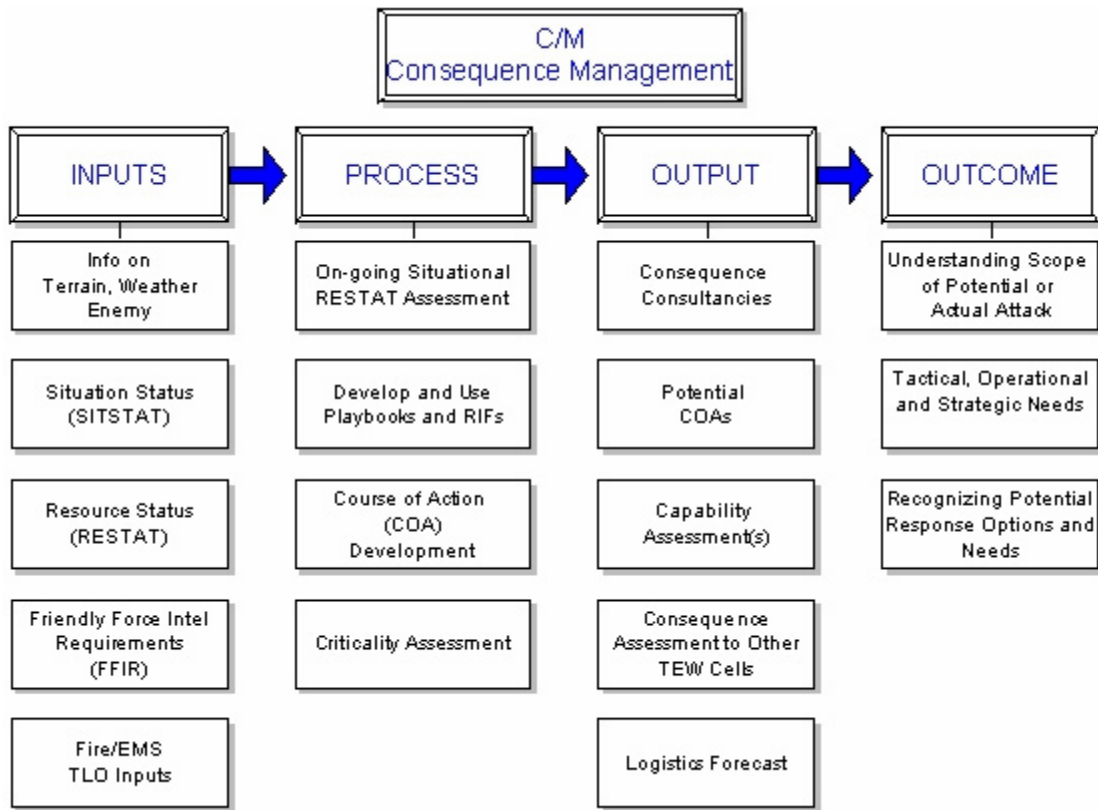 C/M
Consequence Management
INPUTS
PROCESS
OUTPUT
OUTCOME
Info on
Terrain, Weather
Enemy
Situation Status
(SITSTAT)
Resource Status
(RESTAT)
Friendly Force Intel
Requirements
(FFIR)
Fire/EMS
TLO Inputs
On-going Situational
RESTAT Assessment
Develop and Use
Playbooks and RIFs
Course of Action
(COA)
Development
Criticality Assessment
Consequence
Consultancies
Potential
COAs
Capability
Assessment(s)
Consequence
Assessment to Other
TEW Cells
Logistics Forecast
Understanding Scope
of Potential or
Actual Attack
Tactical, Operational
and Strategic Needs
Recognizing Potential
Response Options and
Needs